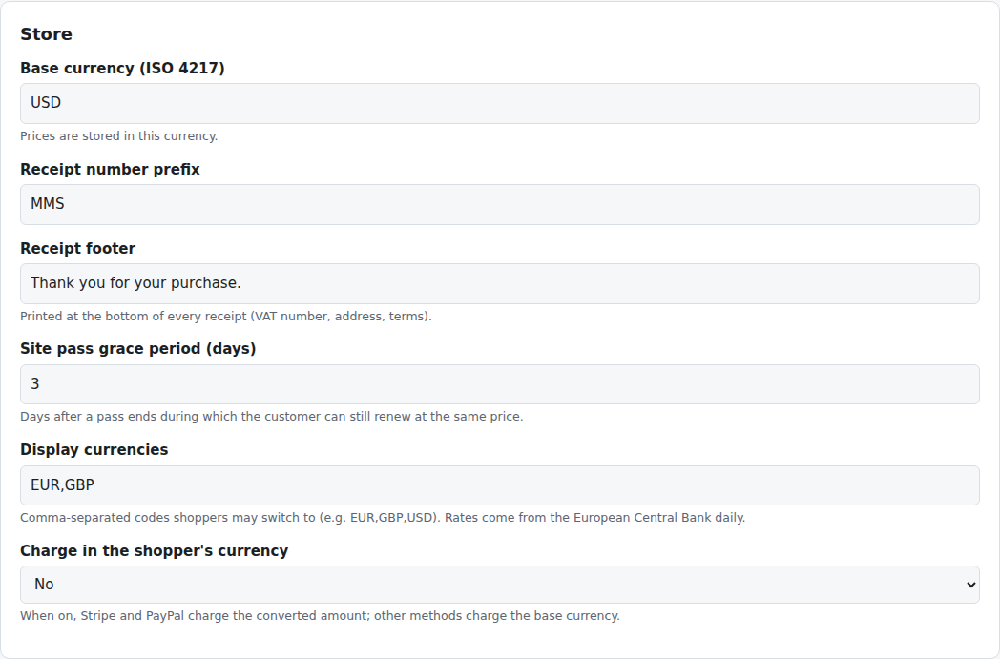 Store
Base currency (ISO 4217)
USD
Prices are stored in this currency.
Receipt number prefix
MMS
Receipt footer
Thank you for your purchase.
Printed at the bottom of every receipt (VAT number, address, terms).
Site pass grace period (days)
3
Days after a pass ends during which the customer can still renew at the same price.
Display currencies
EUR,GBP
Comma-separated codes shoppers may switch to (e.g. EUR,GBP,USD). Rates come from the European Central Bank daily.
Charge in the shopper's currency
No
When on, Stripe and PayPal charge the converted amount; other methods charge the base currency.